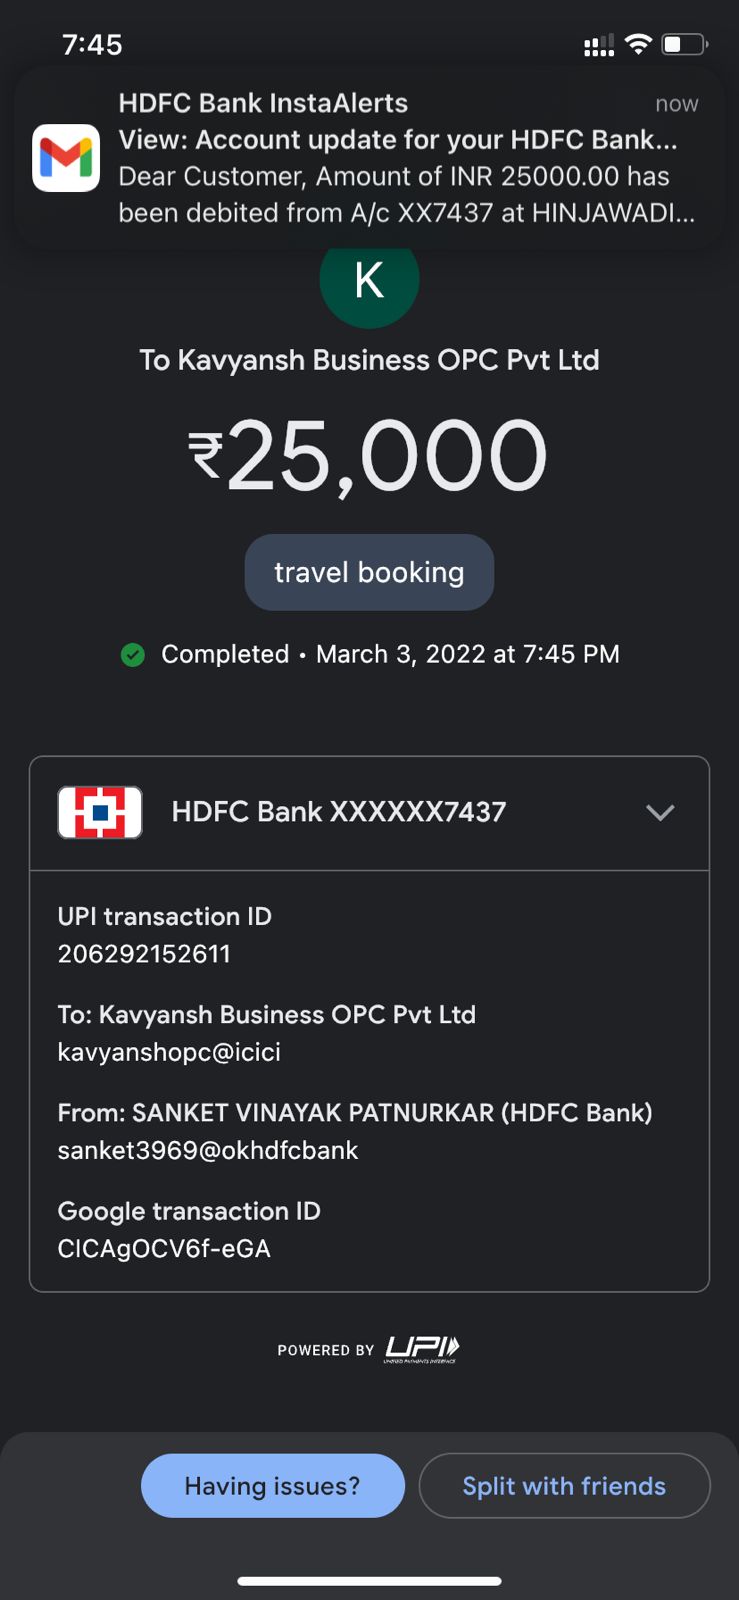 7:45
HDFC Bank InstaAlerts now
View: Account update for your HDFC Bank...
Dear Customer, Amount of INR 25000.00 has
been debited from A/c XX7437 at HINJAWADI...
K
To Kavyansh Business OPC Pvt Ltd
₹25,000
travel booking
Completed • March 3, 2022 at 7:45 PM
HDFC Bank XXXXXX7437
UPI transaction ID
206292152611
To: Kavyansh Business OPC Pvt Ltd
kavyanshopc@icici
From: SANKET VINAYAK PATNURKAR (HDFC Bank)
sanket3969@okhdfcbank
Google transaction ID
CICAgOCV6f-eGA
POWERED BY UPI
UNIFIED PAYMENTS INTERFACE
Having issues? Split with friends